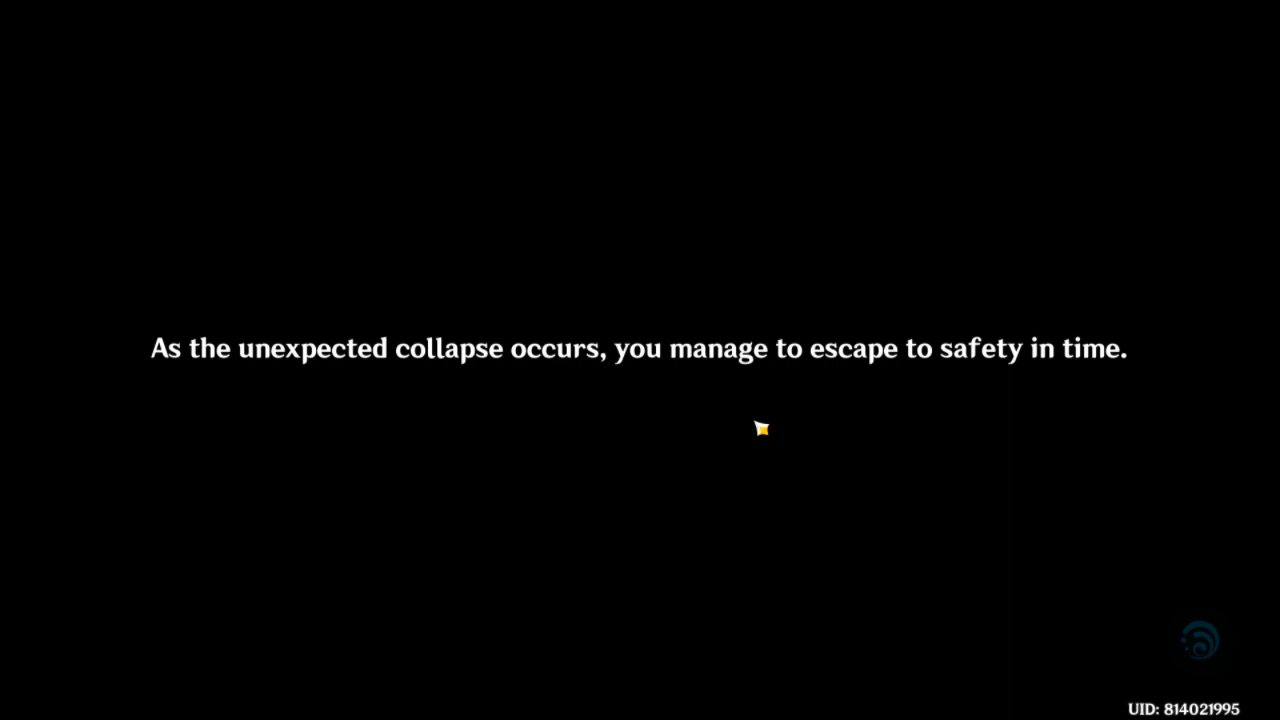 As the unexpected collapse occurs, you manage to escape to safety in time.
UID: 814021995